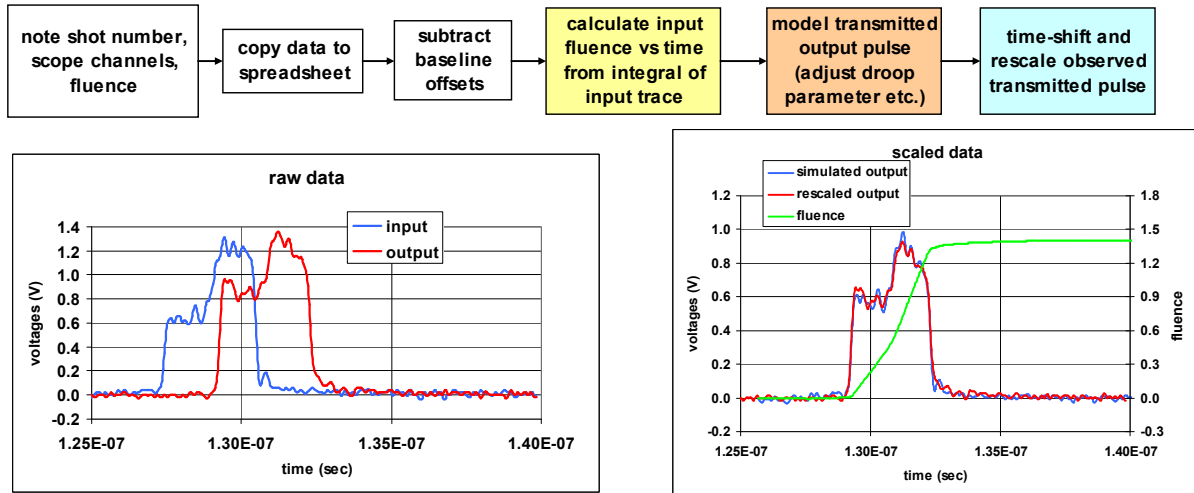 note shot number,
scope channels,
fluence
copy data to
spreadsheet
subtract
baseline
offsets
calculate input
fluence vs time
from integral of
input trace
model transmitted
output pulse
(adjust droop
parameter etc.)
time-shift and
rescale observed
transmitted pulse
raw data
input
output
voltages (V)
1.4
1.2
1.0
0.8
0.6
0.4
0.2
0.0
-0.2
1.25E-07
1.30E-07
1.35E-07
1.40E-07
time (sec)
scaled data
simulated output
rescaled output
fluence
voltages (V)
1.2
1.0
0.8
0.6
0.4
0.2
0.0
-0.2
1.8
1.5
1.2
0.9
0.6
0.3
0.0
-0.3
fluence
1.25E-07
1.30E-07
1.35E-07
1.40E-07
time (sec)